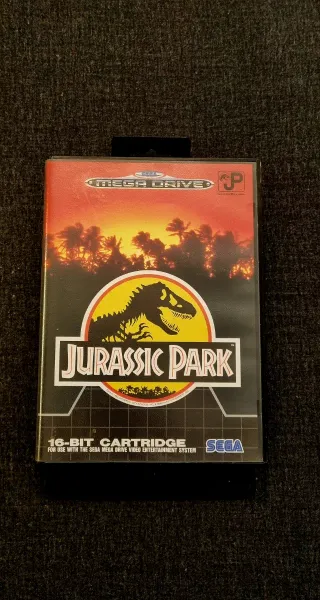 SEGA
MEGA DRIVE
JP
JURASSIC PARK
16-BIT CARTRIDGE
FOR USE WITH THE SEGA MEGA DRIVE VIDEO ENTERTAINMENT SYSTEM
SEGA